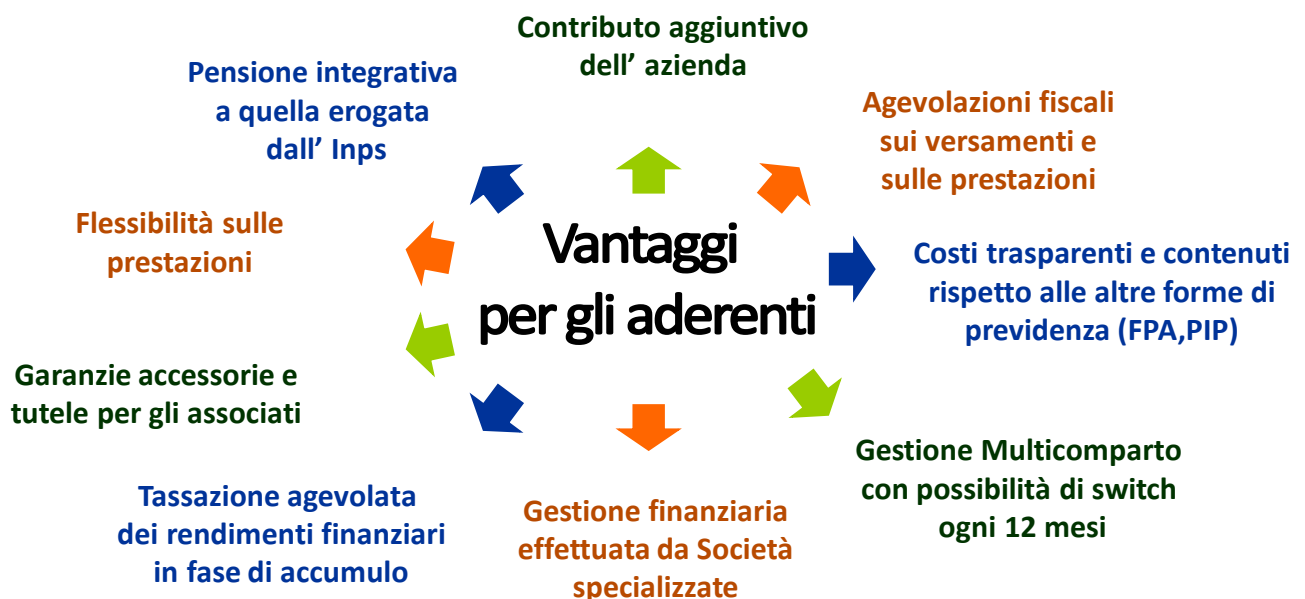 Contributo aggiuntivo
dell’ azienda
Pensione integrativa
a quella erogata
dall’ Inps
Agevolazioni fiscali
sui versamenti e
sulle prestazioni
Flessibilità sulle
prestazioni
Vantaggi
per gli aderenti
Costi trasparenti e contenuti
rispetto alle altre forme di
previdenza (FPA,PIP)
Garanzie accessorie e
tutele per gli associati
Gestione Multicomparto
con possibilità di switch
ogni 12 mesi
Tassazione agevolata
dei rendimenti finanziari
in fase di accumulo
Gestione finanziaria
effettuata da Società
specializzate